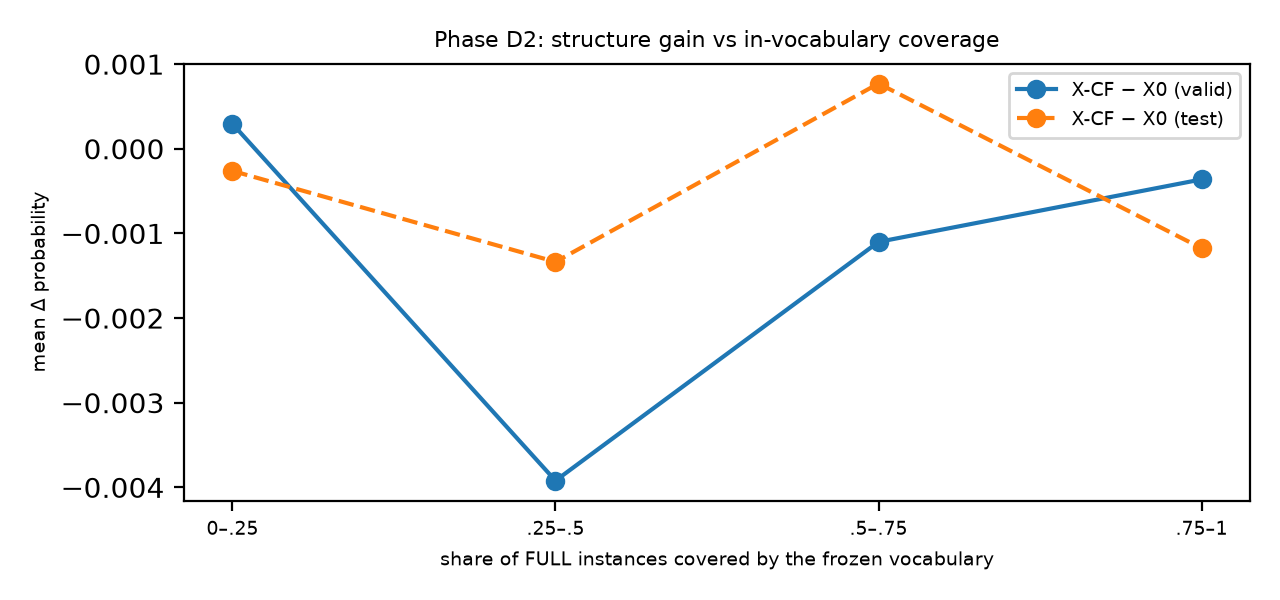 Phase D2: structure gain vs in-vocabulary coverage
X-CF − X0 (valid)
X-CF − X0 (test)
mean Δ probability
0.001
0.000
−0.001
−0.002
−0.003
−0.004
0–.25
.25–.5
.5–.75
.75–1
share of FULL instances covered by the frozen vocabulary